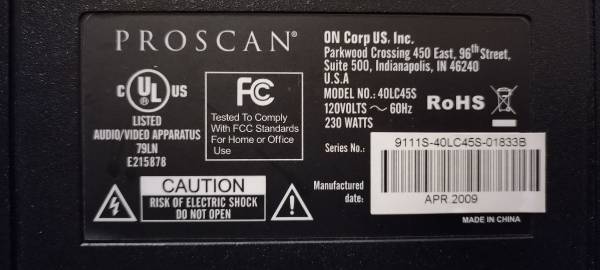 PROSCAN®
ON Corp US, Inc.
Parkwood Crossing 450 East, 96th Street,
Suite 500, Indianapolis, IN 46240
U.S.A
MODEL NO.: 40LC45S
120VOLTS ~ 60Hz
230 WATTS
RoHS
C UL US
LISTED
AUDIO/VIDEO APPARATUS
79LN
E215878
FC
Tested To Comply
With FCC Standards
For Home or Office
Use
Series No.:
9111S-40LC45S-01833B
Manufactured
date:
APR.2009
CAUTION
RISK OF ELECTRIC SHOCK
DO NOT OPEN
MADE IN CHINA